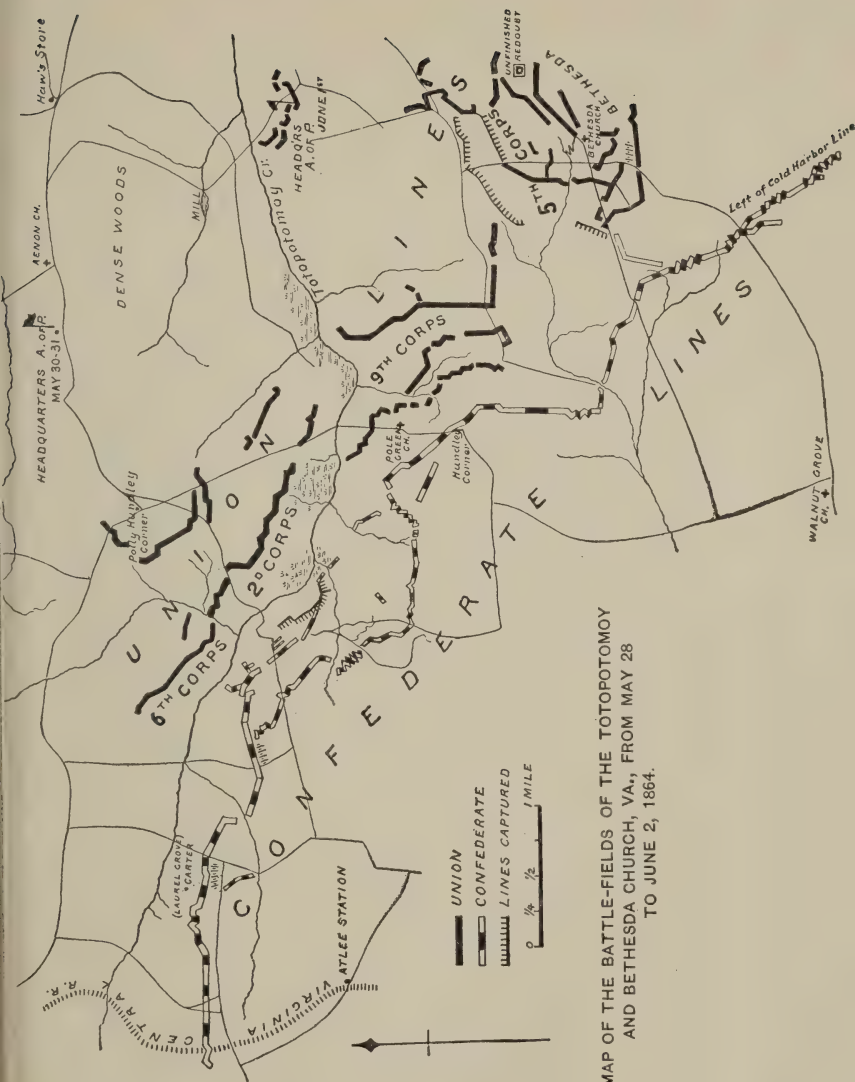 Haw's Store
AENON CH.
HEADQUARTERS A. OF P.
MAY 30-31.
DENSE WOODS
MILL
Totopotomay Cr.
HEADQ'RS
A. OF P.
JUNE 1ST
Polly Hundley
Corner
UNION
LINES
6TH CORPS
2D CORPS
9TH CORPS
5TH
CORPS
UNFINISHED
REDOUBT
BETHESDA
BETHESDA
CHURCH
POLE
GREEN
CH.
Hundley
Corner
Left of Cold Harbor Line
CONFEDERATE
LINES
WALNUT GROVE
CH.
(LAUREL GROVE)
CARTER
ATLEE STATION
VIRGINIA CENTRAL R.R.
UNION
CONFEDERATE
LINES CAPTURED
0 1/4 1/2 1 MILE
MAP OF THE BATTLE-FIELDS OF THE TOTOPOTOMOY
AND BETHESDA CHURCH, VA., FROM MAY 28
TO JUNE 2, 1864.